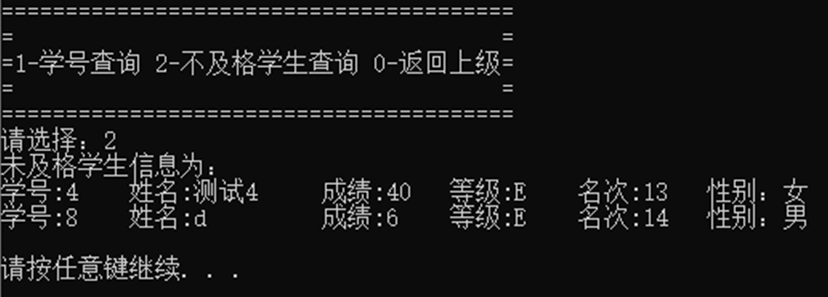 ========================================
=                                      =
=1-学号查询 2-不及格学生查询 0-返回上级=
=                                      =
========================================
请选择：2
未及格学生信息为：
学号:4    姓名:测试4     成绩:40   等级:E    名次:13   性别：女
学号:8    姓名:d         成绩:6    等级:E    名次:14   性别：男
请按任意键继续. . .